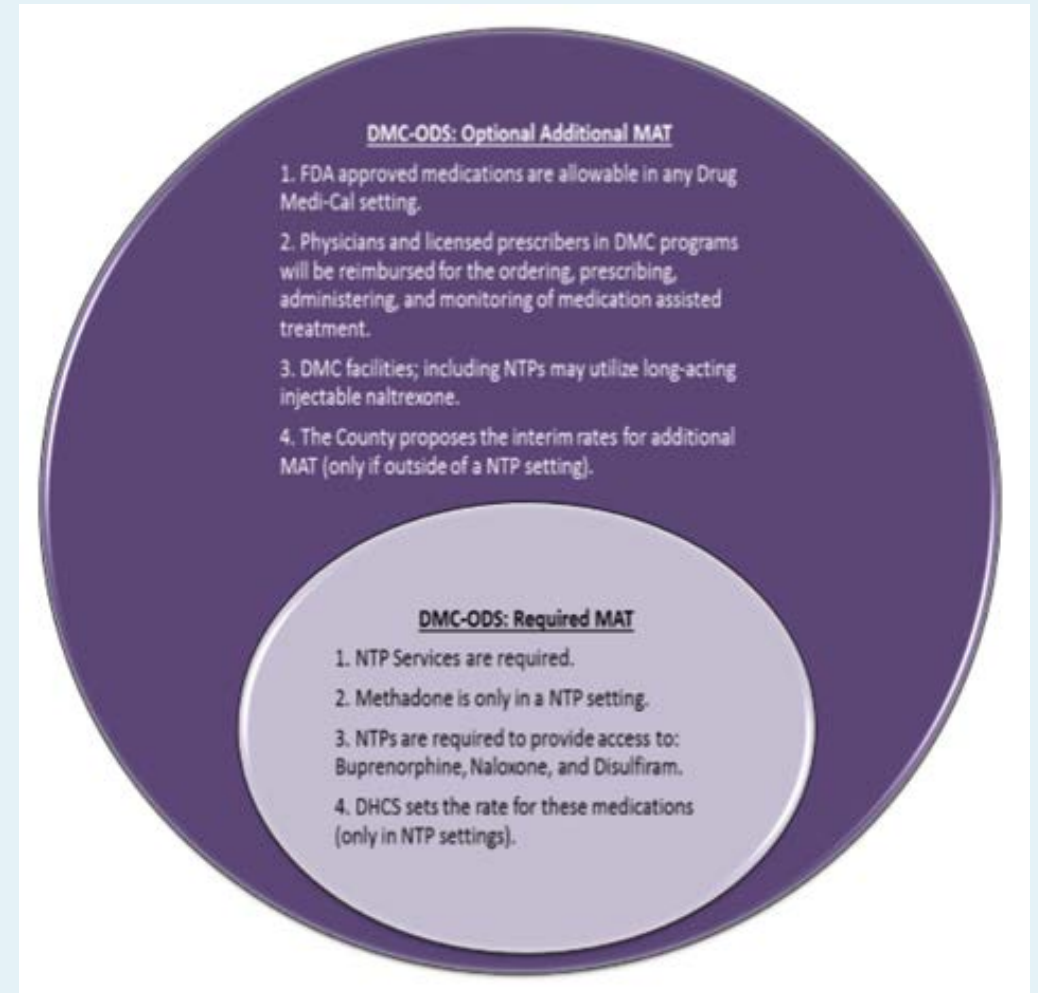 DMC-ODS: Optional Additional MAT
1. FDA approved medications are allowable in any Drug
Medi-Cal setting.
2. Physicians and licensed prescribers in DMC programs
will be reimbursed for the ordering, prescribing,
administering, and monitoring of medication assisted
treatment.
3. DMC facilities; including NTPs may utilize long-acting
injectable naltrexone.
4. The County proposes the interim rates for additional
MAT (only if outside of a NTP setting).
DMC-ODS: Required MAT
1. NTP Services are required.
2. Methadone is only in a NTP setting.
3. NTPs are required to provide access to:
Buprenorphine, Naloxone, and Disulfiram.
4. DHCS sets the rate for these medications
(only in NTP settings).